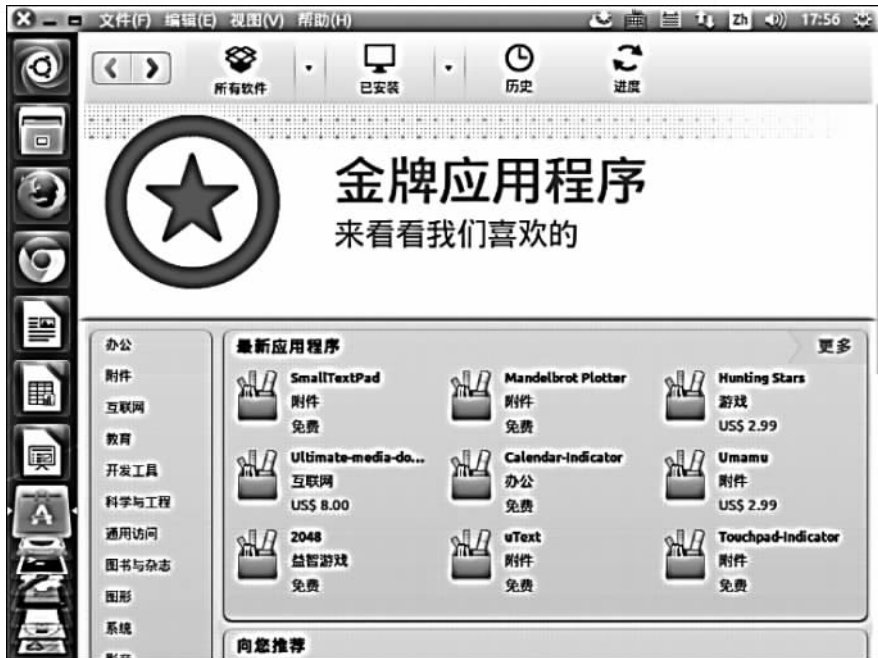 文件(F) 编辑(E) 视图(V) 帮助(H) Zh 17:56
所有软件 已安装 历史 进度
金牌应用程序
来看看我们喜欢的
办公
附件
互联网
教育
开发工具
科学与工程
通用访问
图书与杂志
图形
系统
最新应用程序 更多
SmallTextPad
附件
免费
Mandelbrot Plotter
附件
免费
Hunting Stars
游戏
US$ 2.99
Ultimate-media-do...
互联网
US$ 8.00
Calendar-Indicator
办公
免费
Umamu
附件
US$ 2.99
2048
益智游戏
免费
uText
附件
免费
Touchpad-Indicator
附件
免费
向您推荐